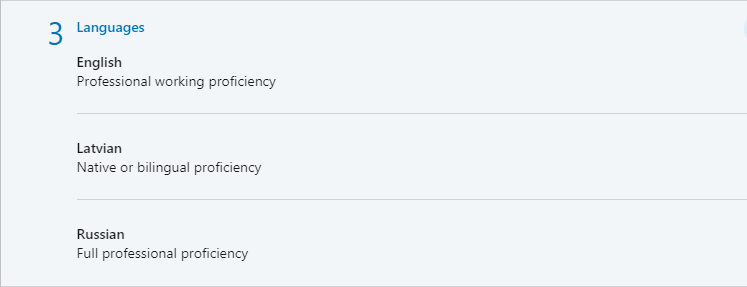 3 Languages
English
Professional working proficiency
Latvian
Native or bilingual proficiency
Russian
Full professional proficiency